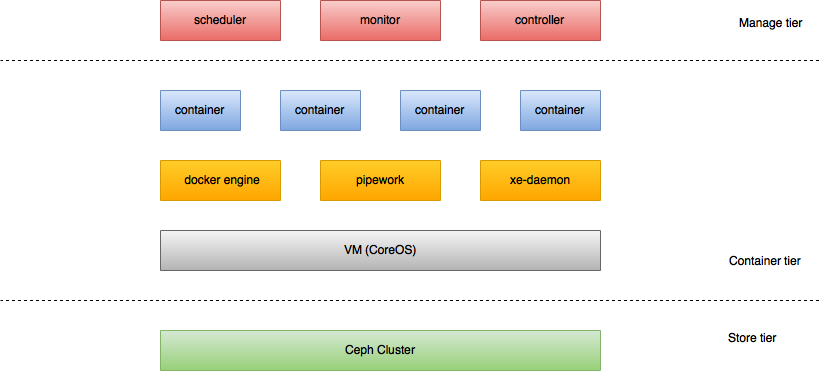 scheduler monitor controller Manage tier
container container container container
docker engine pipework xe-daemon
VM (CoreOS)
Container tier
Store tier
Ceph Cluster